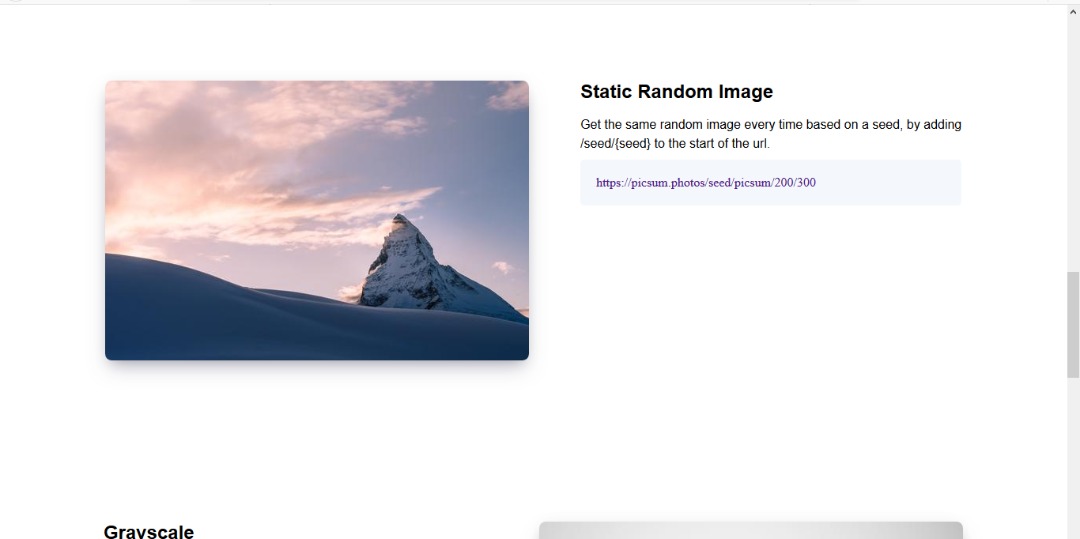 Static Random Image
Get the same random image every time based on a seed, by adding
/seed/{seed} to the start of the url.
https://picsum.photos/seed/picsum/200/300
Grayscale